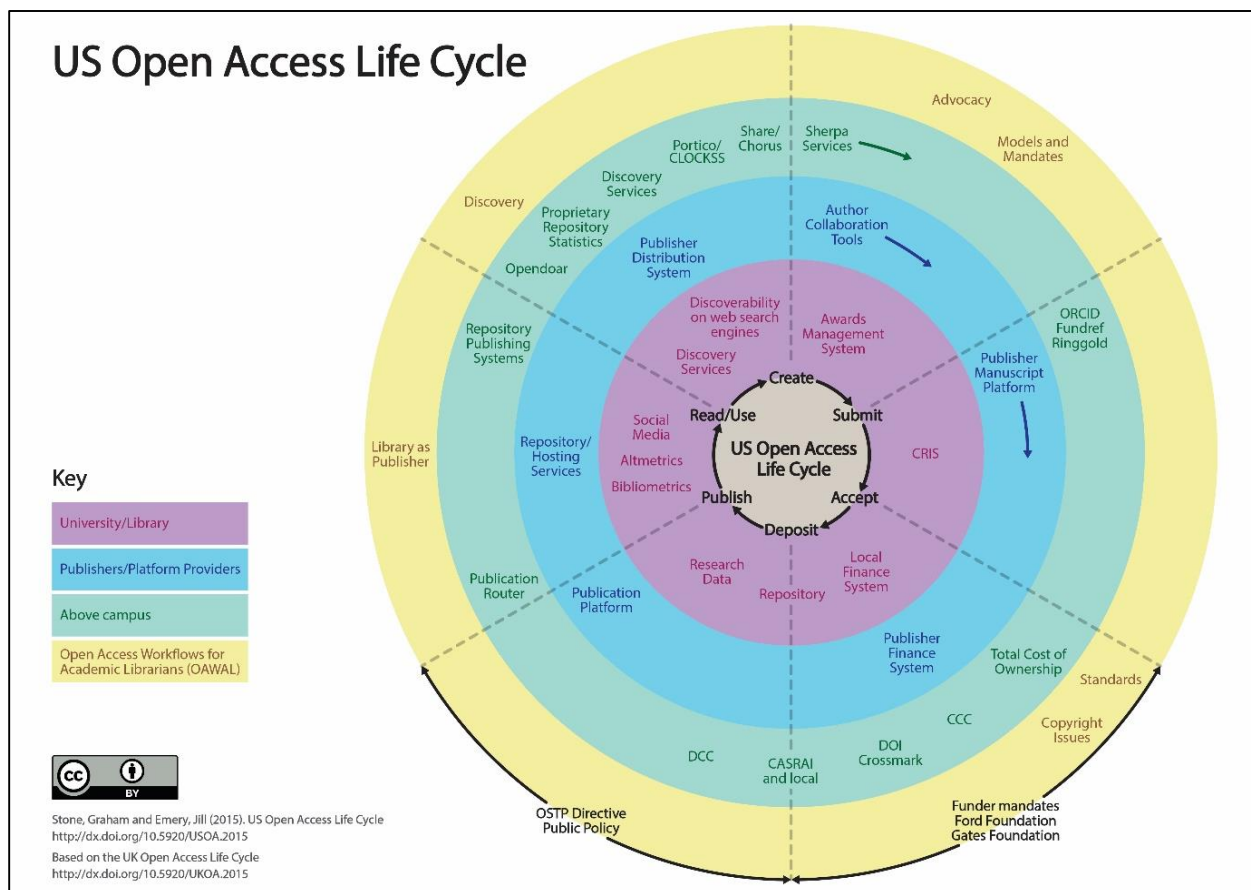 US Open Access Life Cycle
Advocacy
Models and
Mandates
Share/
Chorus
Sherpa
Services
Portico/
CLOCKSS
Discovery
Services
Discovery
Proprietary
Repository
Statistics
Opendoar
Author
Collaboration
Tools
Publisher
Distribution
System
Discoverability
on web search
engines
Awards
Management
System
ORCID
Fundref
Ringgold
Repository
Publishing
Systems
Discovery
Services
Publisher
Manuscript
Platform
Create
Read/Use
Submit
Social
Media
Altmetrics
Bibliometrics
US Open Access
Life Cycle
CRIS
Library as
Publisher
Repository/
Hosting
Services
Publish
Accept
Deposit
Research
Data
Repository
Local
Finance
System
Publication
Router
Publication
Platform
Publisher
Finance
System
Total Cost of
Ownership
Standards
Copyright
Issues
CCC
DOI
Crossmark
DCC
CASRAI
and local
OSTP Directive
Public Policy
Funder mandates
Ford Foundation
Gates Foundation
Key
University/Library
Publishers/Platform Providers
Above campus
Open Access Workflows for
Academic Librarians (OAWAL)
cc
BY
Stone, Graham and Emery, Jill (2015). US Open Access Life Cycle
http://dx.doi.org/10.5920/USOA.2015
Based on the UK Open Access Life Cycle
http://dx.doi.org/10.5920/UKOA.2015